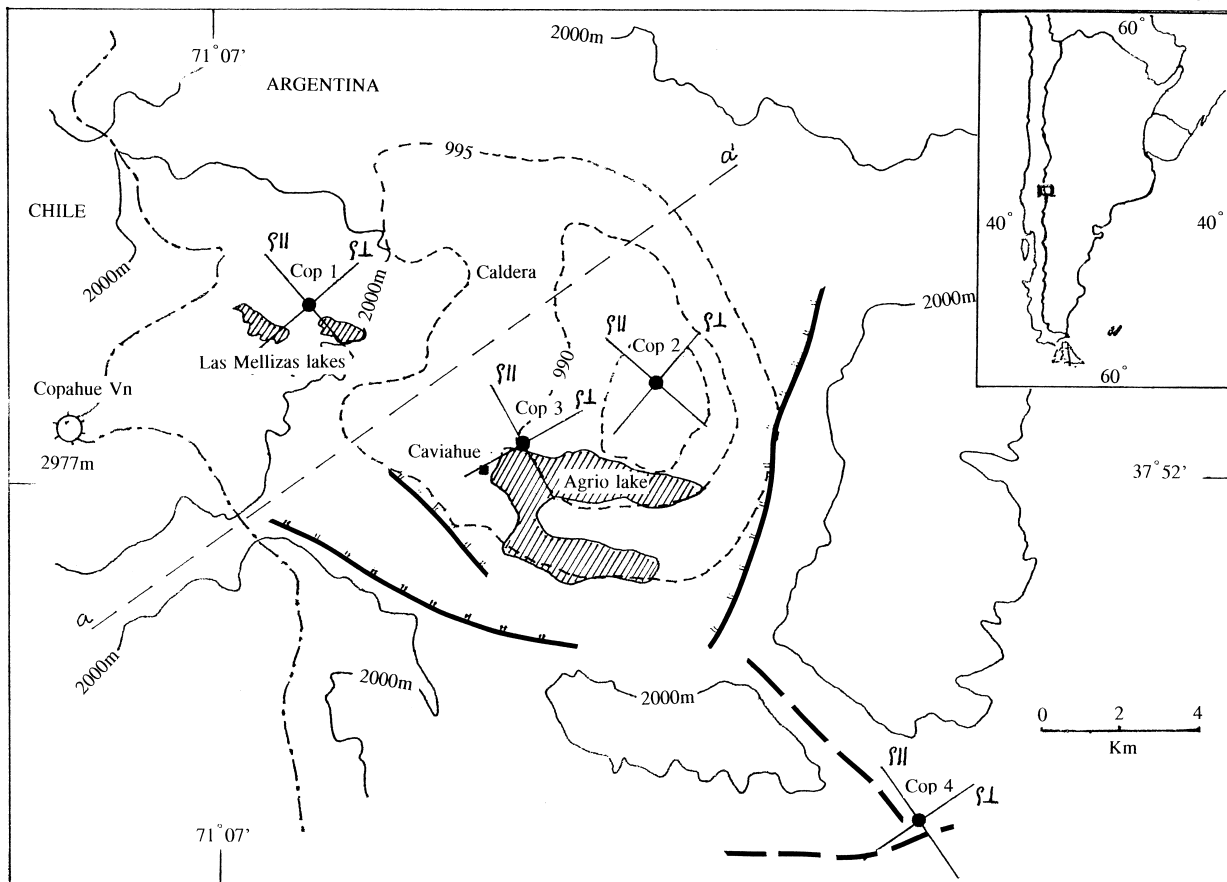 2000m
60°
71°07'
ARGENTINA
995
a'
CHILE
40°
40°
ρ||
ρ⊥
Cop 1
2000m
2000m
Caldera
2000m
60°
ρ||
ρ⊥
Cop 2
Las Mellizas lakes
990
Copahue Vn
ρ||
ρ⊥
Cop 3
2977m
Caviahue
Agrio lake
37°52'
a
2000m
2000m
2000m
0 2 4
Km
ρ||
Cop 4
ρ⊥
71°07'